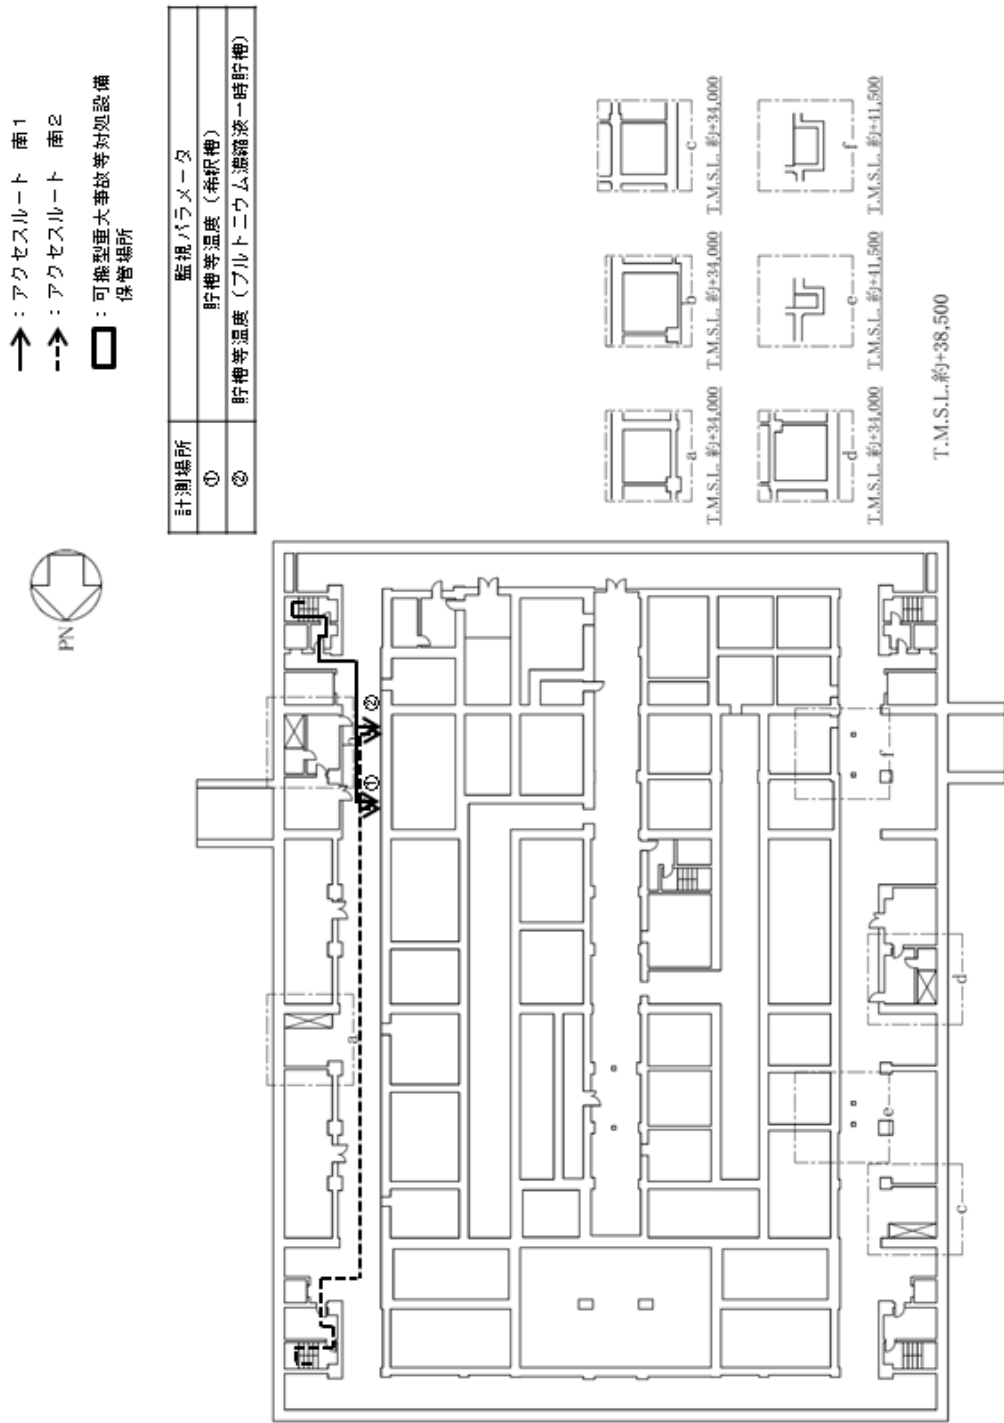 ：アクセスルート　南１
：アクセスルート　南２
：可搬型重大事故等対処設備
保管場所
計測場所
監視パラメータ
①
貯槽等温度（希釈槽）
②
貯槽等温度（プルトニウム濃縮液一時貯槽）
PN
①
②
a
c
d
e
f
a
T.M.S.L. 約+34,000
b
T.M.S.L. 約+34,000
c
T.M.S.L. 約+34,000
d
T.M.S.L. 約+34,000
e
T.M.S.L. 約+41,500
f
T.M.S.L. 約+41,500
T.M.S.L.約+38,500